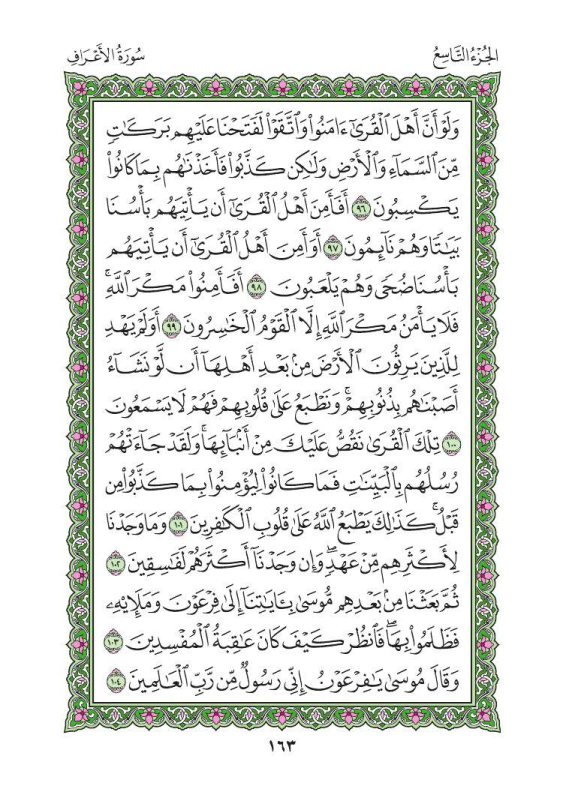 الجُزْءُ التَّاسِعُ
سُورَةُ الأَعْرَافِ
وَلَوْ أَنَّ أَهْلَ ٱلْقُرَىٰٓ ءَامَنُوا۟ وَٱتَّقَوْا۟ لَفَتَحْنَا عَلَيْهِم بَرَكَٰتٍ
مِّنَ ٱلسَّمَآءِ وَٱلْأَرْضِ وَلَٰكِن كَذَّبُوا۟ فَأَخَذْنَٰهُم بِمَا كَانُوا۟
يَكْسِبُونَ ٩٦ أَفَأَمِنَ أَهْلُ ٱلْقُرَىٰٓ أَن يَأْتِيَهُم بَأْسُنَا
بَيَٰتًا وَهُمْ نَآئِمُونَ ٩٧ أَوَأَمِنَ أَهْلُ ٱلْقُرَىٰٓ أَن يَأْتِيَهُم
بَأْسُنَا ضُحًى وَهُمْ يَلْعَبُونَ ٩٨ أَفَأَمِنُوا۟ مَكْرَ ٱللَّهِ ۚ
فَلَا يَأْمَنُ مَكْرَ ٱللَّهِ إِلَّا ٱلْقَوْمُ ٱلْخَٰسِرُونَ ٩٩ أَوَلَمْ يَهْدِ
لِلَّذِينَ يَرِثُونَ ٱلْأَرْضَ مِنۢ بَعْدِ أَهْلِهَآ أَن لَّوْ نَشَآءُ
أَصَبْنَٰهُم بِذُنُوبِهِمْ ۚ وَنَطْبَعُ عَلَىٰ قُلُوبِهِمْ فَهُمْ لَا يَسْمَعُونَ
١٠٠ تِلْكَ ٱلْقُرَىٰ نَقُصُّ عَلَيْكَ مِنْ أَنۢبَآئِهَا ۚ وَلَقَدْ جَآءَتْهُمْ
رُسُلُهُم بِٱلْبَيِّنَٰتِ فَمَا كَانُوا۟ لِيُؤْمِنُوا۟ بِمَا كَذَّبُوا۟ مِن
قَبْلُ ۚ كَذَٰلِكَ يَطْبَعُ ٱللَّهُ عَلَىٰ قُلُوبِ ٱلْكَٰفِرِينَ ١٠١ وَمَا وَجَدْنَا
لِأَكْثَرِهِم مِّنْ عَهْدٍ ۖ وَإِن وَجَدْنَآ أَكْثَرَهُمْ لَفَٰسِقِينَ ١٠٢
ثُمَّ بَعَثْنَا مِنۢ بَعْدِهِم مُّوسَىٰ بِـَٔايَٰتِنَآ إِلَىٰ فِرْعَوْنَ وَمَلَإِي۟هِۦ
فَظَلَمُوا۟ بِهَا ۖ فَٱنظُرْ كَيْفَ كَانَ عَٰقِبَةُ ٱلْمُفْسِدِينَ ١٠٣
وَقَالَ مُوسَىٰ يَٰفِرْعَوْنُ إِنِّى رَسُولٌ مِّن رَّبِّ ٱلْعَٰلَمِينَ ١٠٤
١٦٣